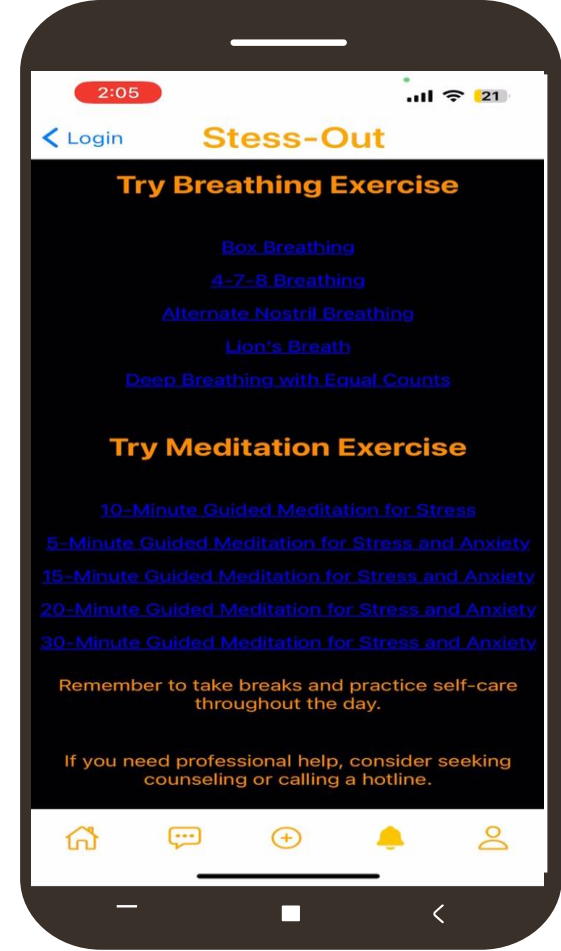 2:05
21
Login
Stess-Out
Try Breathing Exercise
Box Breathing
4-7-8 Breathing
Alternate Nostril Breathing
Lion's Breath
Deep Breathing with Equal Counts
Try Meditation Exercise
10-Minute Guided Meditation for Stress
5-Minute Guided Meditation for Stress and Anxiety
15-Minute Guided Meditation for Stress and Anxiety
20-Minute Guided Meditation for Stress and Anxiety
30-Minute Guided Meditation for Stress and Anxiety
Remember to take breaks and practice self-care
throughout the day.
If you need professional help, consider seeking
counseling or calling a hotline.